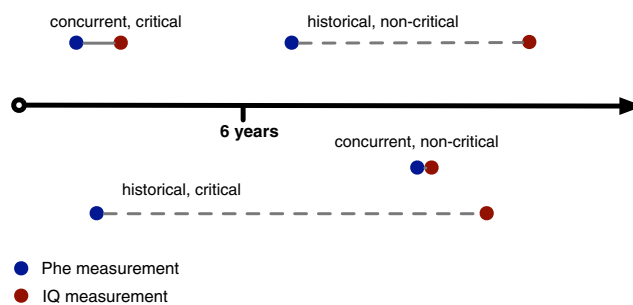 concurrent, critical
historical, non-critical
6 years
concurrent, non-critical
historical, critical
Phe measurement
IQ measurement